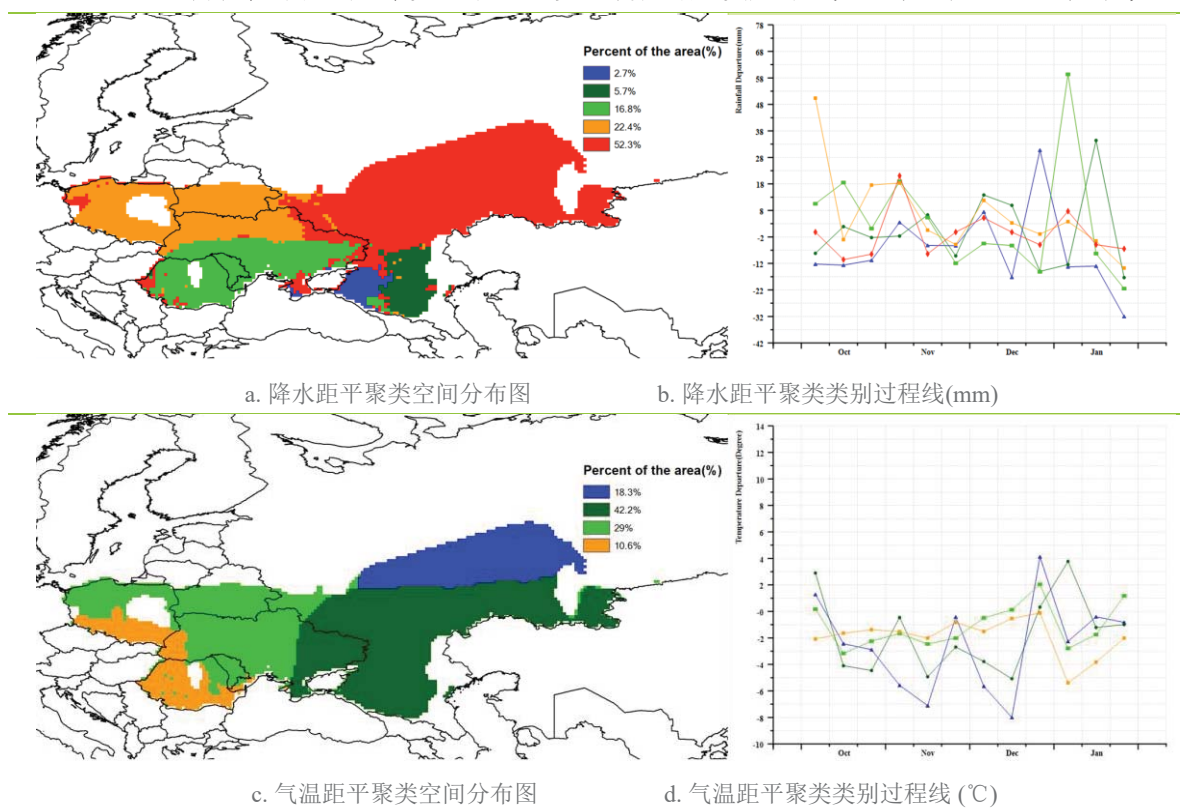 Percent of the area(%)
2.7%
5.7%
16.8%
22.4%
52.3%
Rainfall Departure(mm)
78
68
58
48
38
28
18
8
-2
-12
-22
-32
-42
Oct
Nov
Dec
Jan
a. 降水距平聚类空间分布图
b. 降水距平聚类类别过程线(mm)
Percent of the area(%)
18.3%
42.2%
29%
10.6%
Temperature Departure(Degree)
14
12
10
8
6
4
2
-0
-2
-4
-6
-8
-10
Oct
Nov
Dec
Jan
c. 气温距平聚类空间分布图
d. 气温距平聚类类别过程线 (℃)